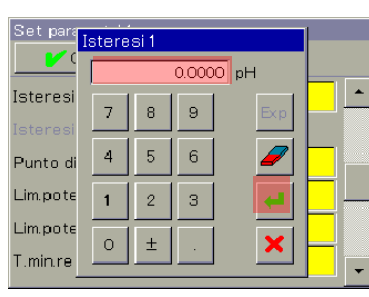 Set para
Isteresi 1
0.0000 pH
Isteresi
7 8 9 Exp
Isteresi
Punto di
4 5 6
Lim.pote
1 2 3
Lim.pote
0 ± .
T.min.re